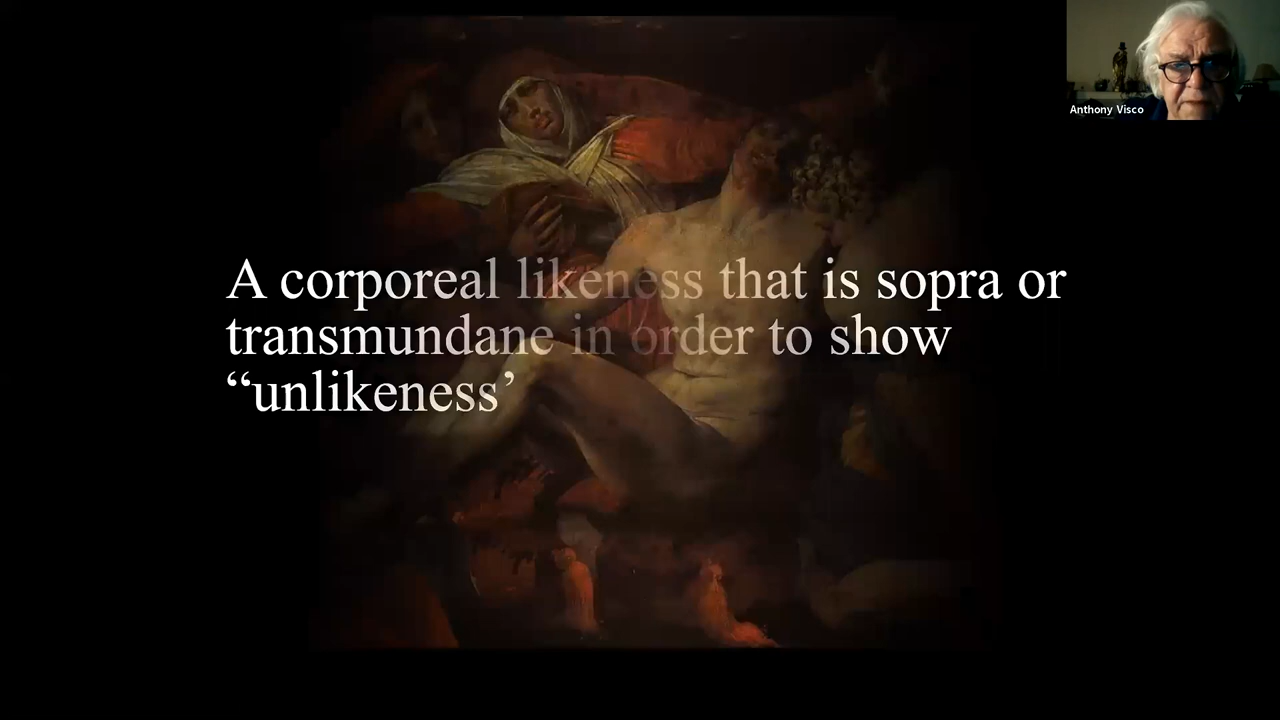 Anthony Visco
A corporeal likeness that is sopra or
transmundane in order to show
“unlikeness’